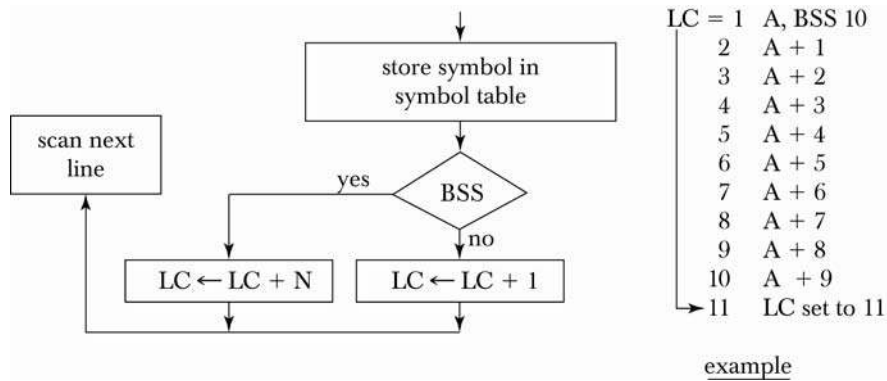 store symbol in
symbol table
scan next
line
yes
BSS
no
LC ← LC + N
LC ← LC + 1
LC = 1 A, BSS 10
2 A + 1
3 A + 2
4 A + 3
5 A + 4
6 A + 5
7 A + 6
8 A + 7
9 A + 8
10 A + 9
11 LC set to 11
example